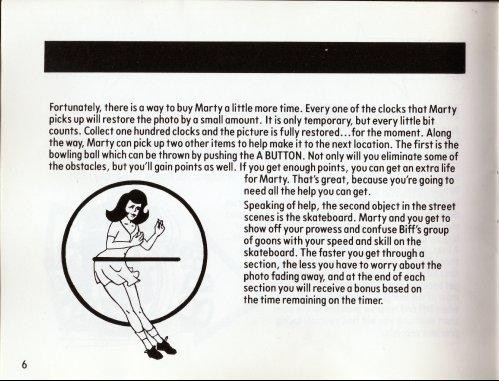 Fortunately, there is a way to buy Marty a little more time. Every one of the clocks that Marty
picks up will restore the photo by a small amount. It is only temporary, but every little bit
counts. Collect one hundred clocks and the picture is fully restored...for the moment. Along
the way, Marty can pick up two other items to help make it to the next location. The first is the
bowling ball which can be thrown by pushing the A BUTTON. Not only will you eliminate some of
the obstacles, but you'll gain points as well. If you get enough points, you can get an extra life
for Marty. That's great, because you're going to
need all the help you can get.
Speaking of help, the second object in the street
scenes is the skateboard. Marty and you get to
show off your prowess and confuse Biff's group
of goons with your speed and skill on the
skateboard. The faster you get through a
section, the less you have to worry about the
photo fading away, and at the end of each
section you will receive a bonus based on
the time remaining on the timer.
6